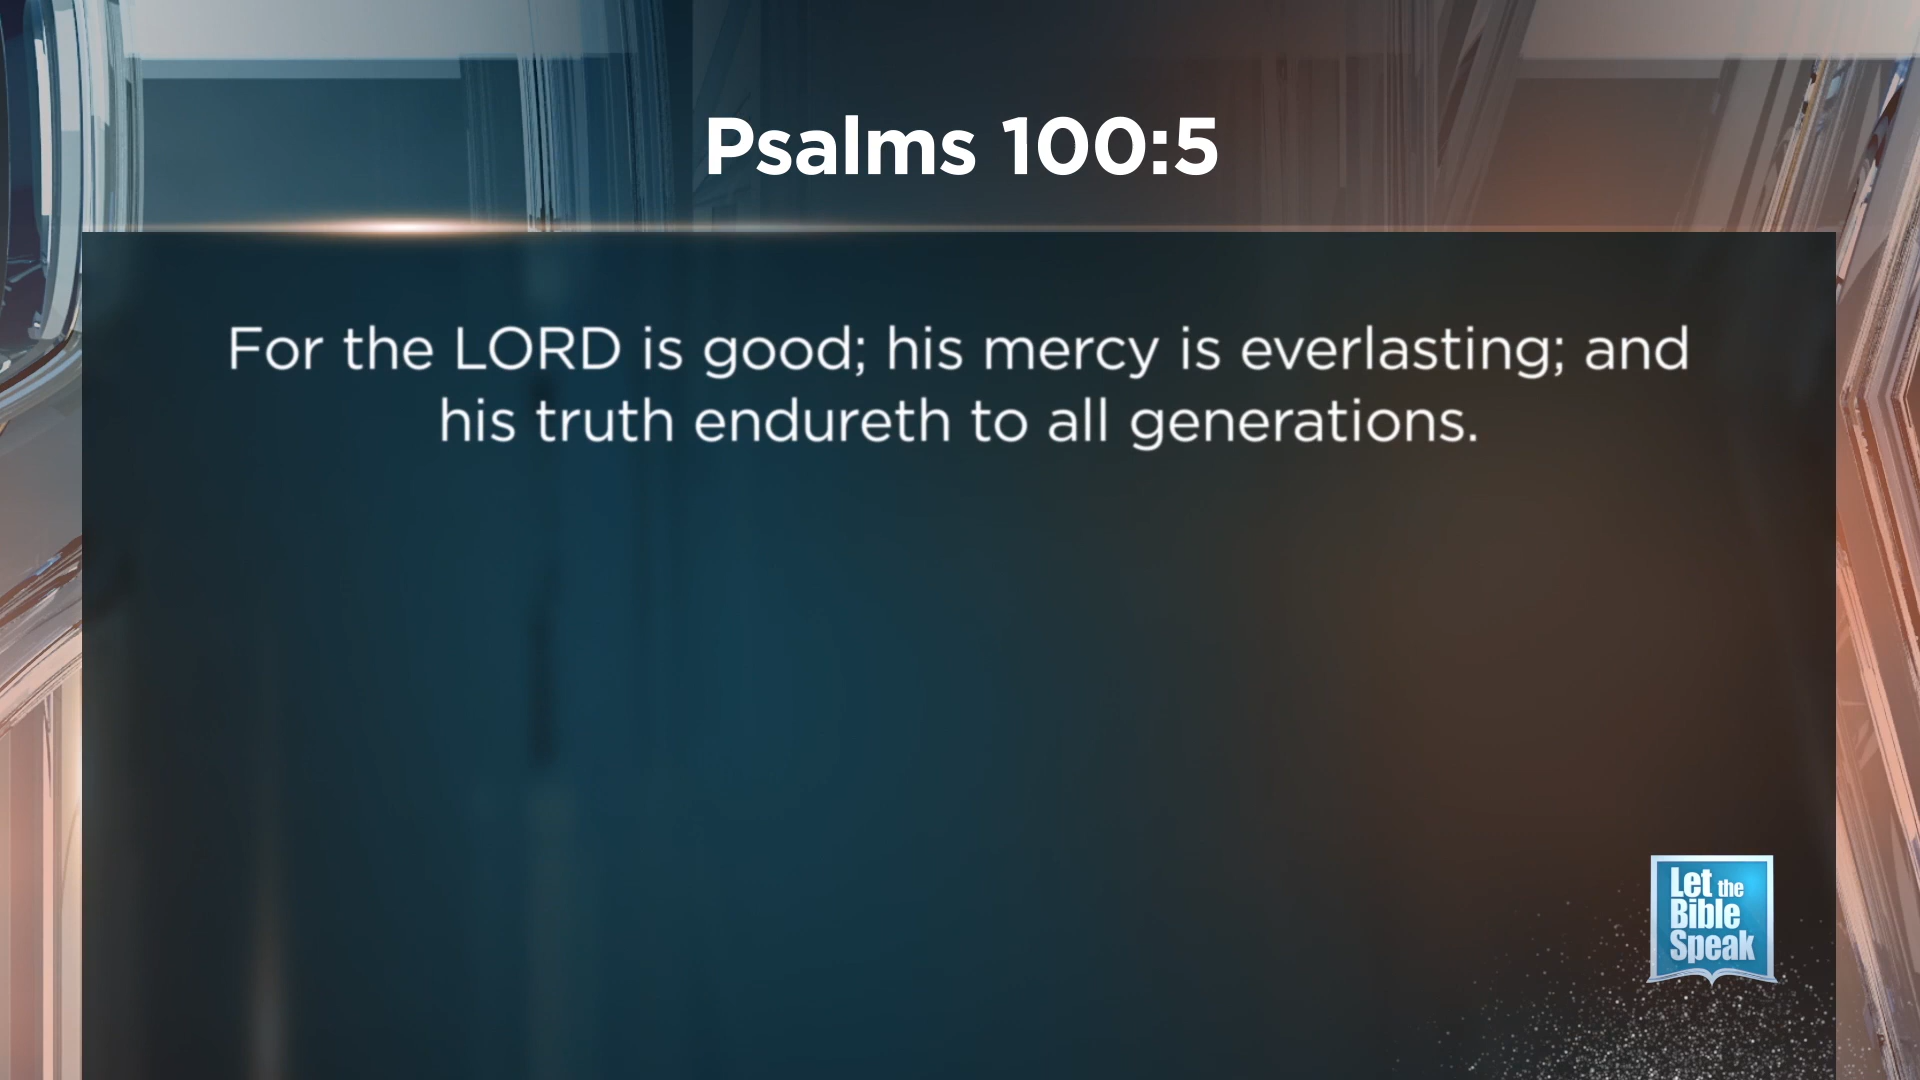 Psalms 100:5
For the LORD is good; his mercy is everlasting; and
his truth endureth to all generations.
Let the
Bible
Speak